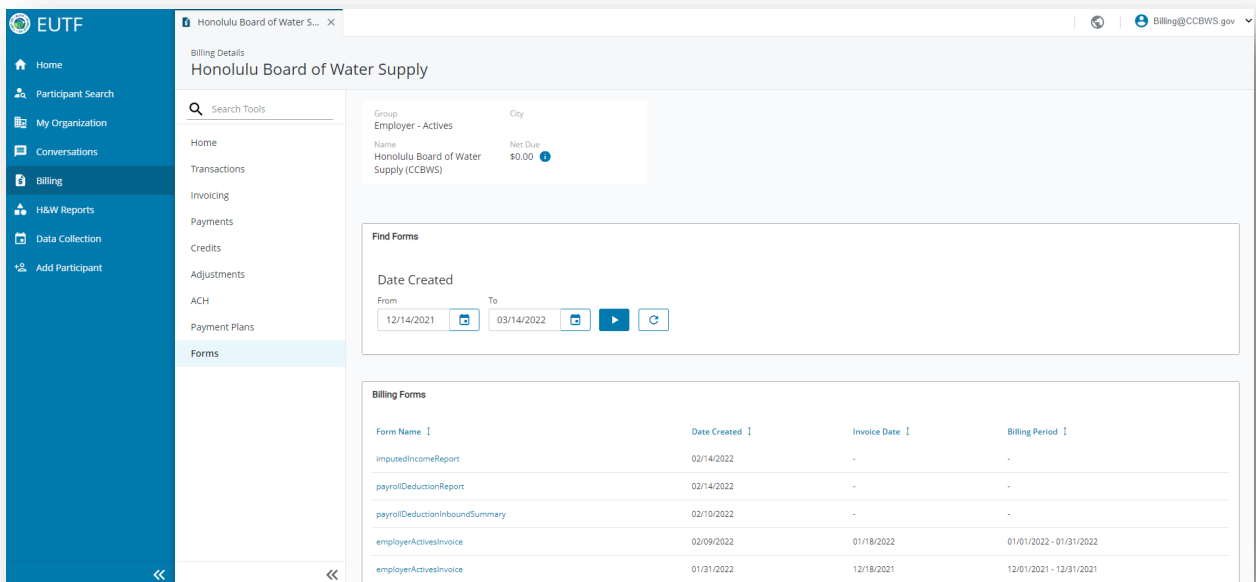 EUTF
Home
Participant Search
My Organization
Conversations
Billing
H&W Reports
Data Collection
Add Participant
Honolulu Board of Water S...
Billing@CCBWS.gov
Billing Details
Honolulu Board of Water Supply
Search Tools
Home
Transactions
Invoicing
Payments
Credits
Adjustments
ACH
Payment Plans
Forms
Group City
Employer - Actives
Name Net Due
Honolulu Board of Water $0.00
Supply (CCBWS)
Find Forms
Date Created
From To
12/14/2021 03/14/2022
Billing Forms
Form Name Date Created Invoice Date Billing Period
imputedIncomeReport 02/14/2022 - -
payrollDeductionReport 02/14/2022 - -
payrollDeductionInboundSummary 02/10/2022 - -
employerActivesInvoice 02/09/2022 01/18/2022 01/01/2022 - 01/31/2022
employerActivesInvoice 01/31/2022 12/18/2021 12/01/2021 - 12/31/2021